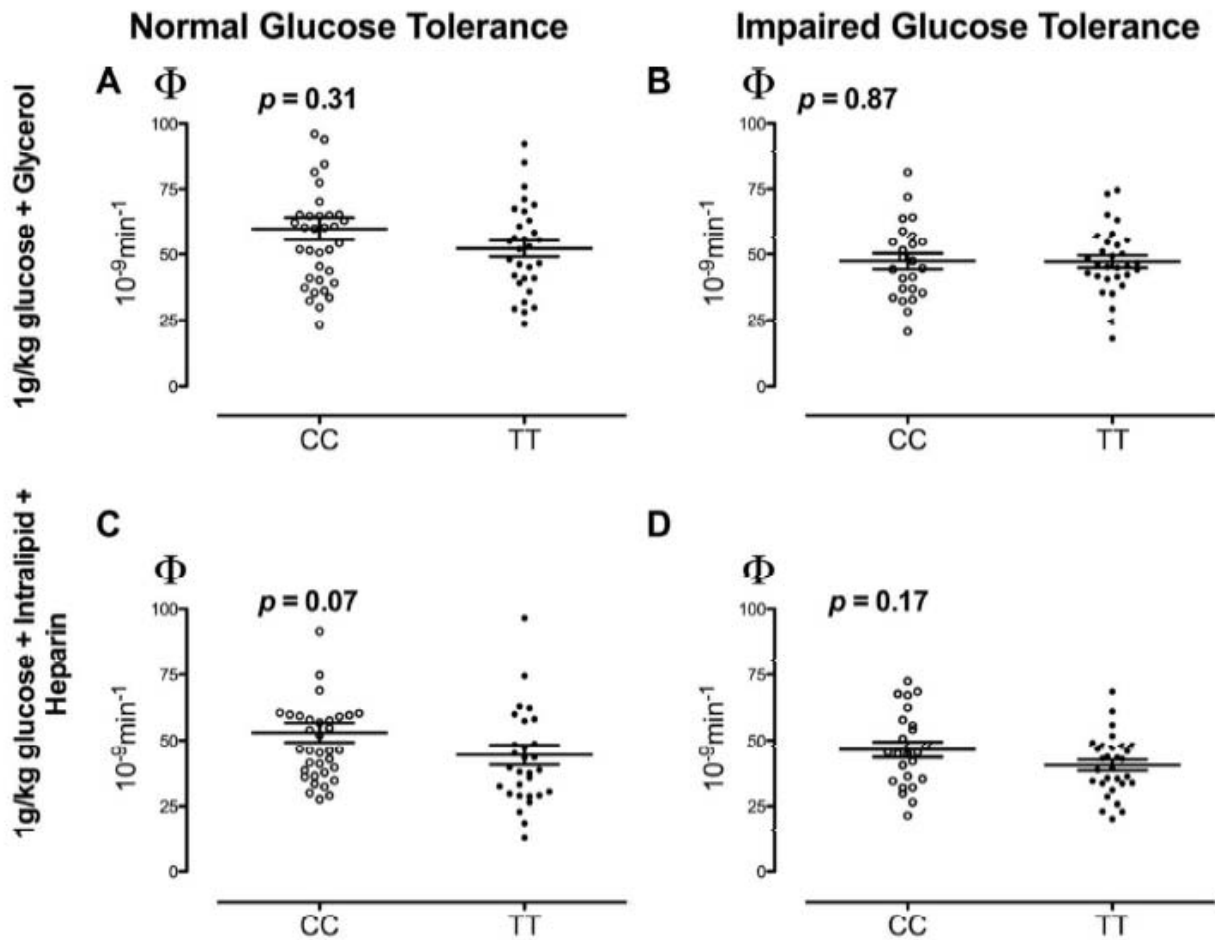 Normal Glucose Tolerance
Impaired Glucose Tolerance
1g/kg glucose + Glycerol
A
Φ
p = 0.31
10⁻⁹min⁻¹
100
75
50
25
0
CC
TT
B
Φ
p = 0.87
10⁻⁹min⁻¹
100
75
50
25
0
CC
TT
1g/kg glucose + Intralipid +
Heparin
C
Φ
p = 0.07
10⁻⁹min⁻¹
100
75
50
25
0
CC
TT
D
Φ
p = 0.17
10⁻⁹min⁻¹
100
75
50
25
0
CC
TT